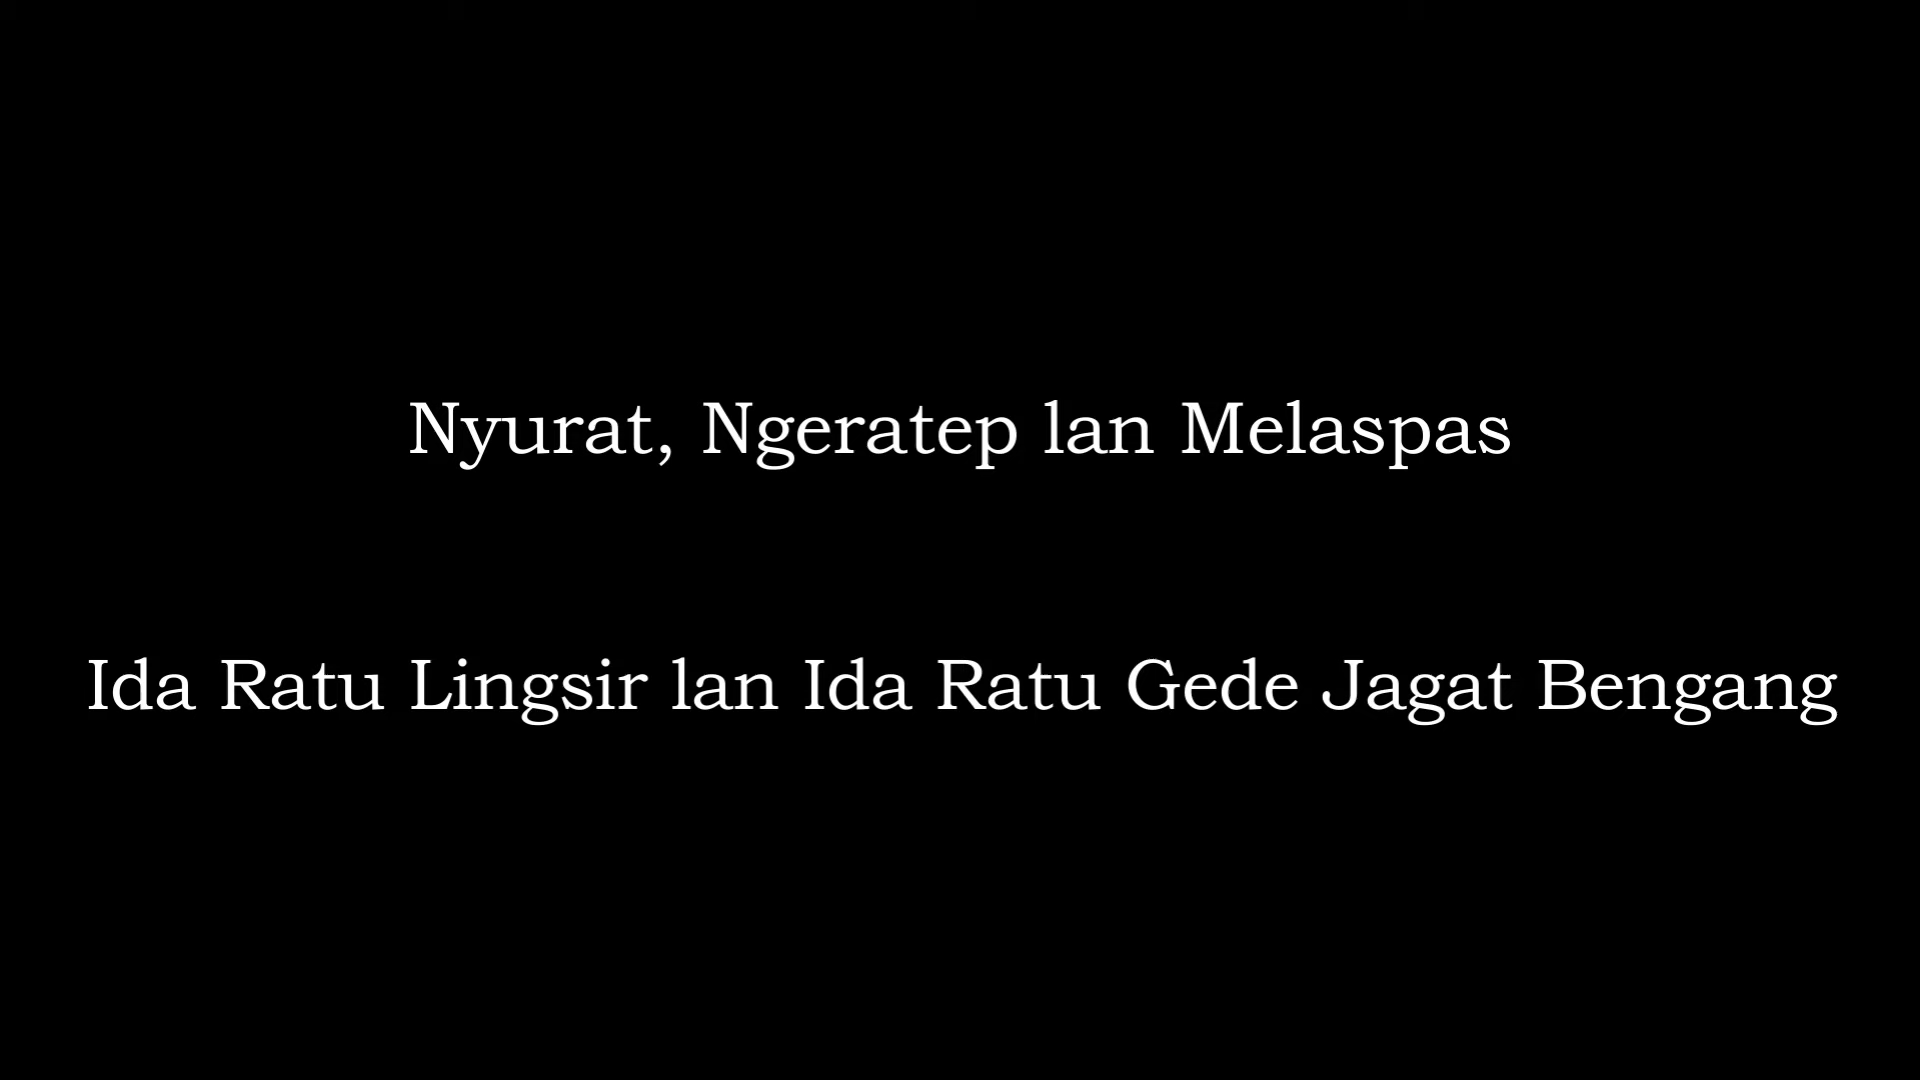 Nyurat, Ngeratep lan Melaspas
Ida Ratu Lingsir lan Ida Ratu Gede Jagat Bengang